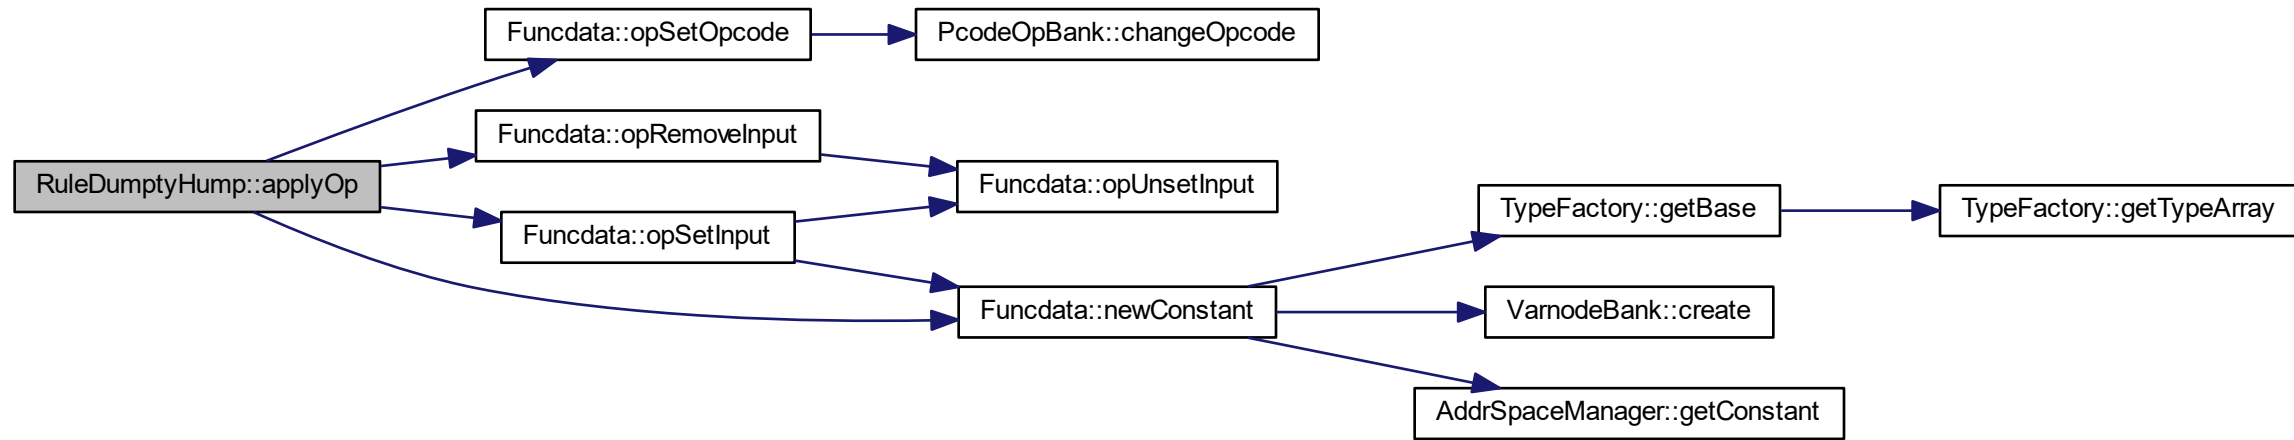 Funcdata::opSetOpcode
PcodeOpBank::changeOpcode
Funcdata::opRemoveInput
RuleDumptyHump::applyOp
Funcdata::opUnsetInput
Funcdata::opSetInput
TypeFactory::getBase
TypeFactory::getTypeArray
Funcdata::newConstant
VarnodeBank::create
AddrSpaceManager::getConstant